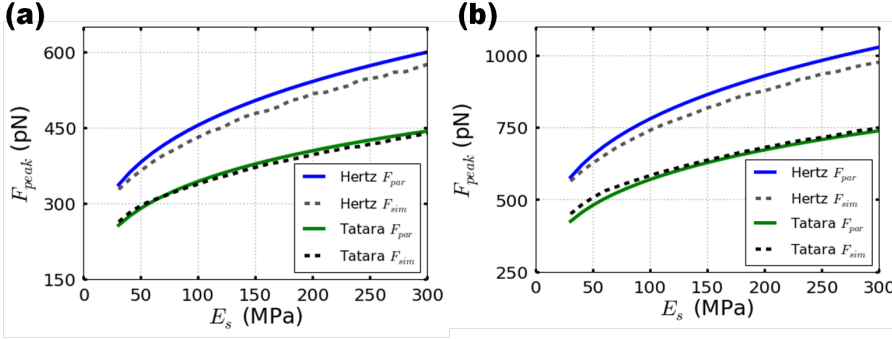 (a)
(b)
600
450
300
150
F_peak (pN)
0 50 100 150 200 250 300
E_s (MPa)
Hertz F_par
Hertz F_sim
Tatara F_par
Tatara F_sim
1000
750
500
250
F_peak (pN)
0 50 100 150 200 250 300
E_s (MPa)
Hertz F_par
Hertz F_sim
Tatara F_par
Tatara F_sim